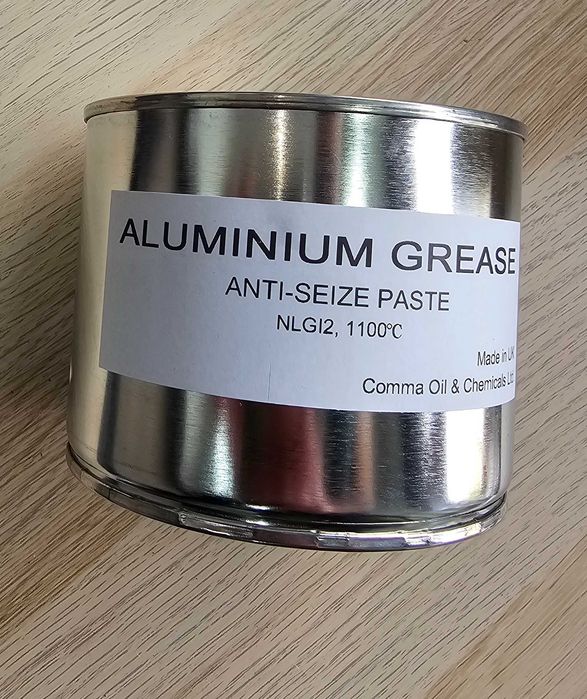 ALUMINIUM GREASE
ANTI-SEIZE PASTE
NLGI2, 1100℃
Made in UK
Comma Oil & Chemicals Ltd